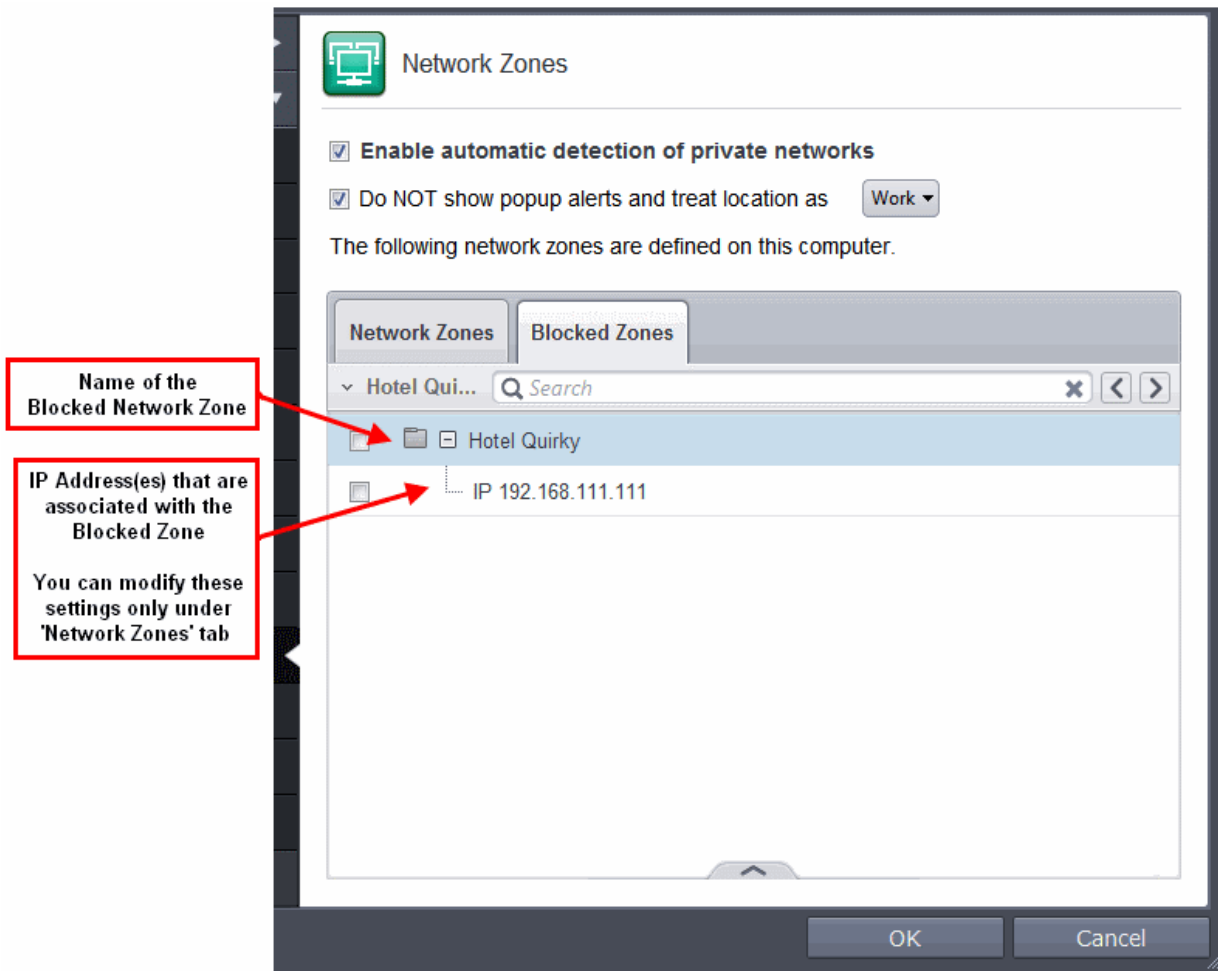 Network Zones
Enable automatic detection of private networks
Do NOT show popup alerts and treat location as Work
The following network zones are defined on this computer.
Network Zones Blocked Zones
Hotel Qui... Search
Name of the
Blocked Network Zone
Hotel Quirky
IP Address(es) that are
associated with the
Blocked Zone
You can modify these
settings only under
'Network Zones' tab
IP 192.168.111.111
OK Cancel